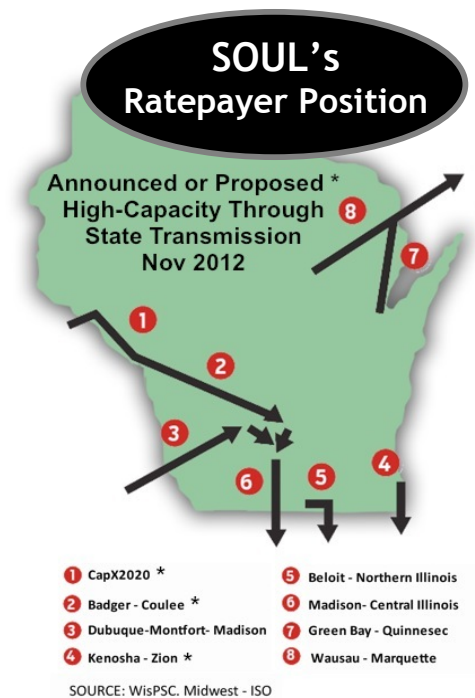 SOUL's
Ratepayer Position
Announced or Proposed *
High-Capacity Through
State Transmission
Nov 2012
8
7
1
2
3
4
5
6
1 CapX2020 *
2 Badger - Coulee *
3 Dubuque-Montfort- Madison
4 Kenosha - Zion *
5 Beloit - Northern Illinois
6 Madison- Central Illinois
7 Green Bay - Quinnesec
8 Wausau - Marquette
SOURCE: WisPSC, Midwest - ISO